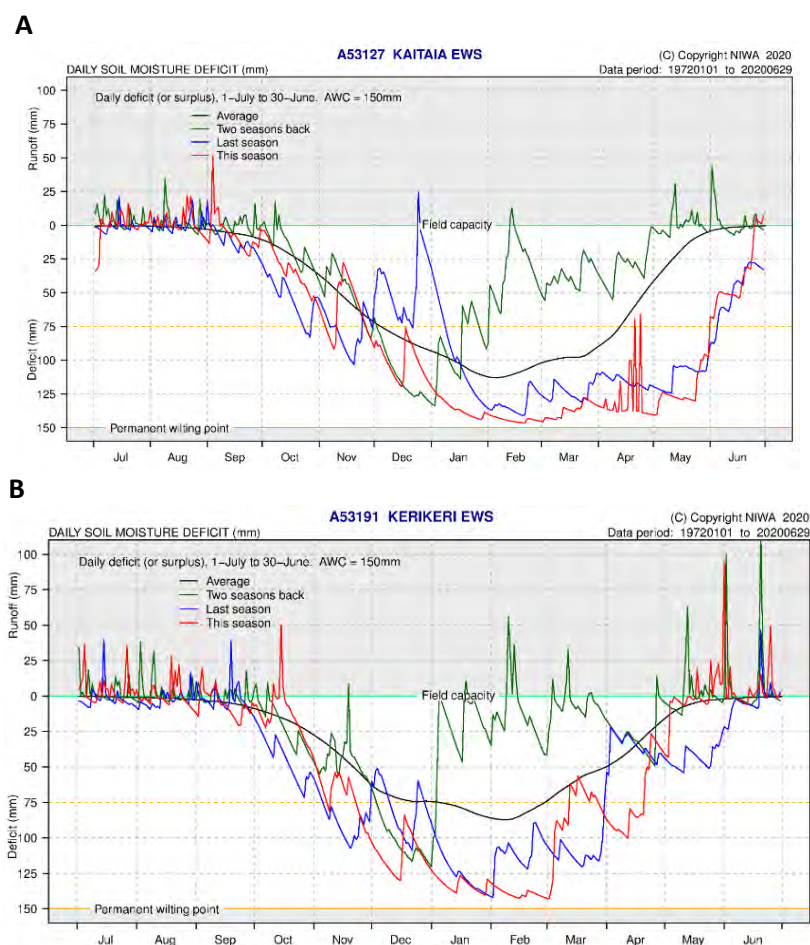 A
A53127 KAITAIA EWS
(C) Copyright NIWA 2020
DAILY SOIL MOISTURE DEFICIT (mm)
Data period: 19720101 to 20200629
Daily deficit (or surplus), 1-July to 30-June. AWC = 150mm
Average
Two seasons back
Last season
This season
Runoff (mm)
Deficit (mm)
100
75
50
25
0
25
50
75
100
125
150
Field capacity
Permanent wilting point
Jul Aug Sep Oct Nov Dec Jan Feb Mar Apr May Jun
B
A53191 KERIKERI EWS
(C) Copyright NIWA 2020
DAILY SOIL MOISTURE DEFICIT (mm)
Data period: 19720101 to 20200629
Daily deficit (or surplus), 1-July to 30-June. AWC = 150mm
Average
Two seasons back
Last season
This season
Runoff (mm)
Deficit (mm)
100
75
50
25
0
25
50
75
100
125
150
Field capacity
Permanent wilting point
Jul Aug Sep Oct Nov Dec Jan Feb Mar Apr May Jun